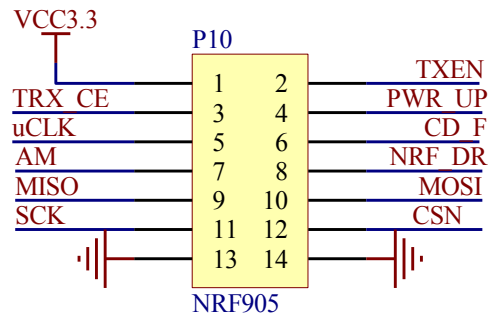 VCC3.3
P10
1 2 TXEN
TRX_CE 3 4 PWR_UP
uCLK 5 6 CD_F
AM 7 8 NRF_DR
MISO 9 10 MOSI
SCK 11 12 CSN
13 14
NRF905